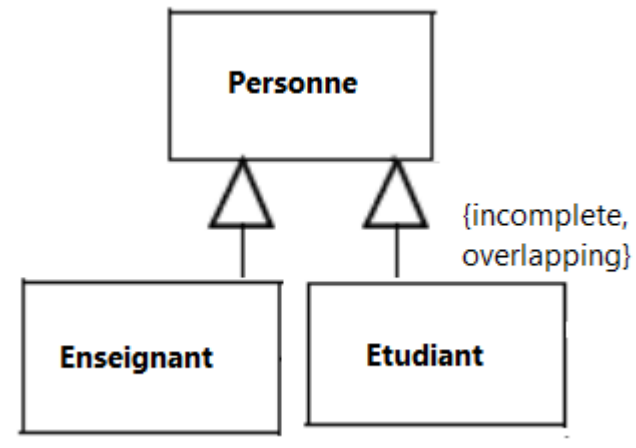 Personne
{incomplete,
overlapping}
Enseignant
Etudiant